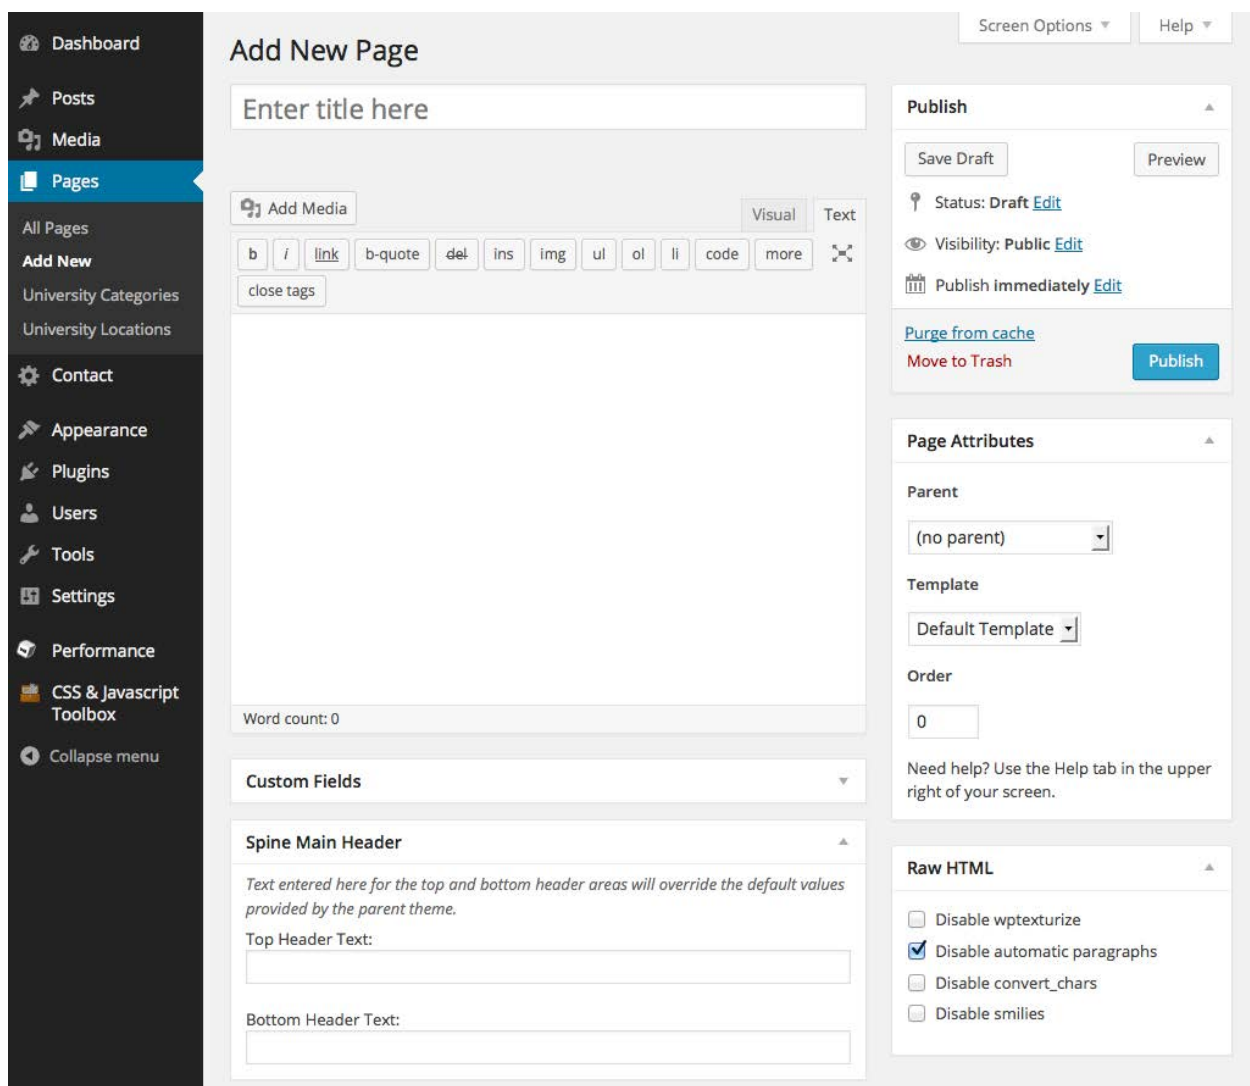 Dashboard
Posts
Media
Pages
All Pages
Add New
University Categories
University Locations
Contact
Appearance
Plugins
Users
Tools
Settings
Performance
CSS & Javascript
Toolbox
Collapse menu
Screen Options
Help
Add New Page
Enter title here
Add Media
Visual
Text
b
i
link
b-quote
del
ins
img
ul
ol
li
code
more
close tags
Word count: 0
Custom Fields
Spine Main Header
Text entered here for the top and bottom header areas will override the default values
provided by the parent theme.
Top Header Text:
Bottom Header Text:
Publish
Save Draft
Preview
Status: Draft Edit
Visibility: Public Edit
Publish immediately Edit
Purge from cache
Move to Trash
Publish
Page Attributes
Parent
(no parent)
Template
Default Template
Order
0
Need help? Use the Help tab in the upper
right of your screen.
Raw HTML
Disable wptexturize
Disable automatic paragraphs
Disable convert_chars
Disable smilies